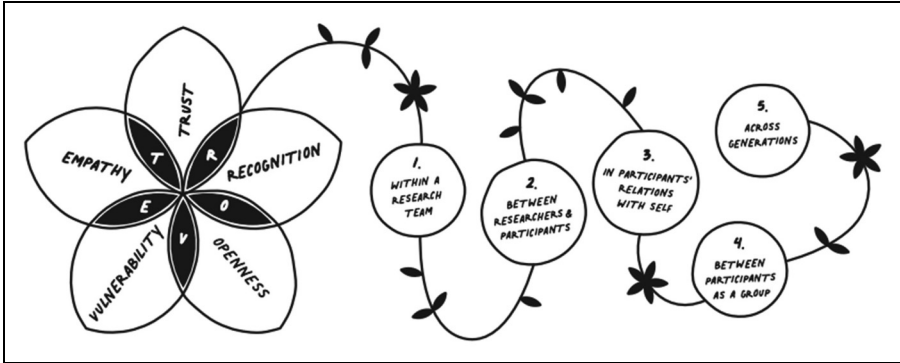 TRUST
EMPATHY
RECOGNITION
VULNERABILITY
OPENNESS
T
R
E
O
V
1.
WITHIN A
RESEARCH
TEAM
2.
BETWEEN
RESEARCHERS &
PARTICIPANTS
3.
IN PARTICIPANTS'
RELATIONS
WITH SELF
4.
BETWEEN
PARTICIPANTS
AS A GROUP
5.
ACROSS
GENERATIONS